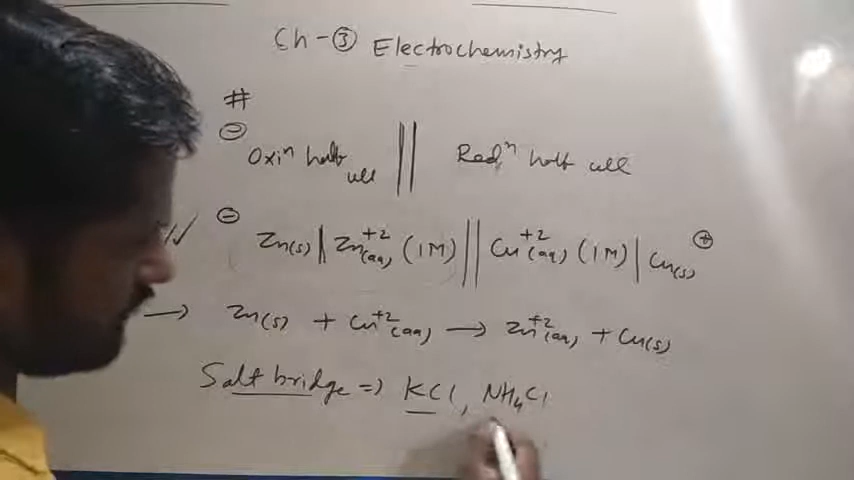 Ch - ③ Electrochemistry
#
⊖ Oxiⁿ half cell || Redⁿ half cell
⊖ Zn(s) | Zn⁺²(aq) (1M) || Cu⁺²(aq) (1M) | Cu(s) ⊕
→ Zn(s) + Cu⁺²(aq) → Zn⁺²(aq) + Cu(s)
Salt bridge => KCl, NH₄Cl